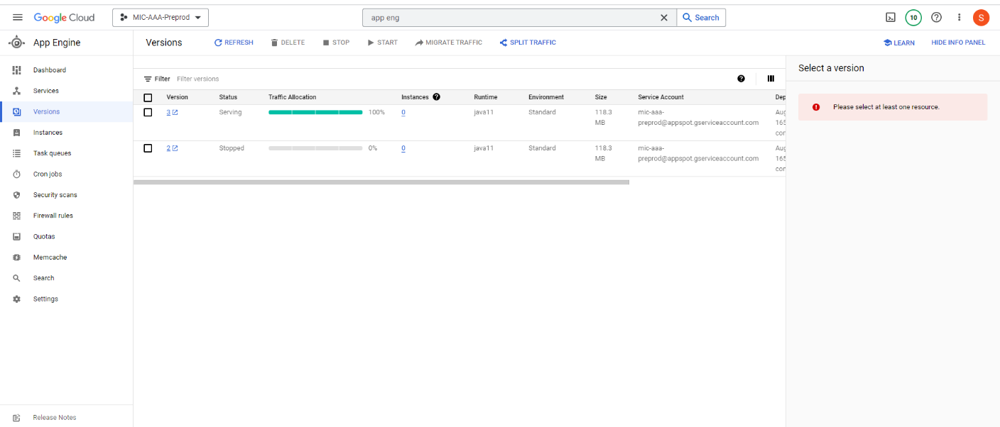 Google Cloud
MIC-AAA-Preprod
app eng
Search
10
S
App Engine
Versions
REFRESH
DELETE
STOP
START
MIGRATE TRAFFIC
SPLIT TRAFFIC
LEARN
HIDE INFO PANEL
Dashboard
Services
Versions
Instances
Task queues
Cron jobs
Security scans
Firewall rules
Quotas
Memcache
Search
Settings
Release Notes
Filter Filter versions
Version Status Traffic Allocation Instances Runtime Environment Size Service Account Dep
3 Serving 100% 0 java11 Standard 118.3 mic-aaa- Aug
MB preprod@appspot.gserviceaccount.com 165
con
2 Stopped 0% 0 java11 Standard 118.3 mic-aaa- Aug
MB preprod@appspot.gserviceaccount.com 165
con
Select a version
Please select at least one resource.